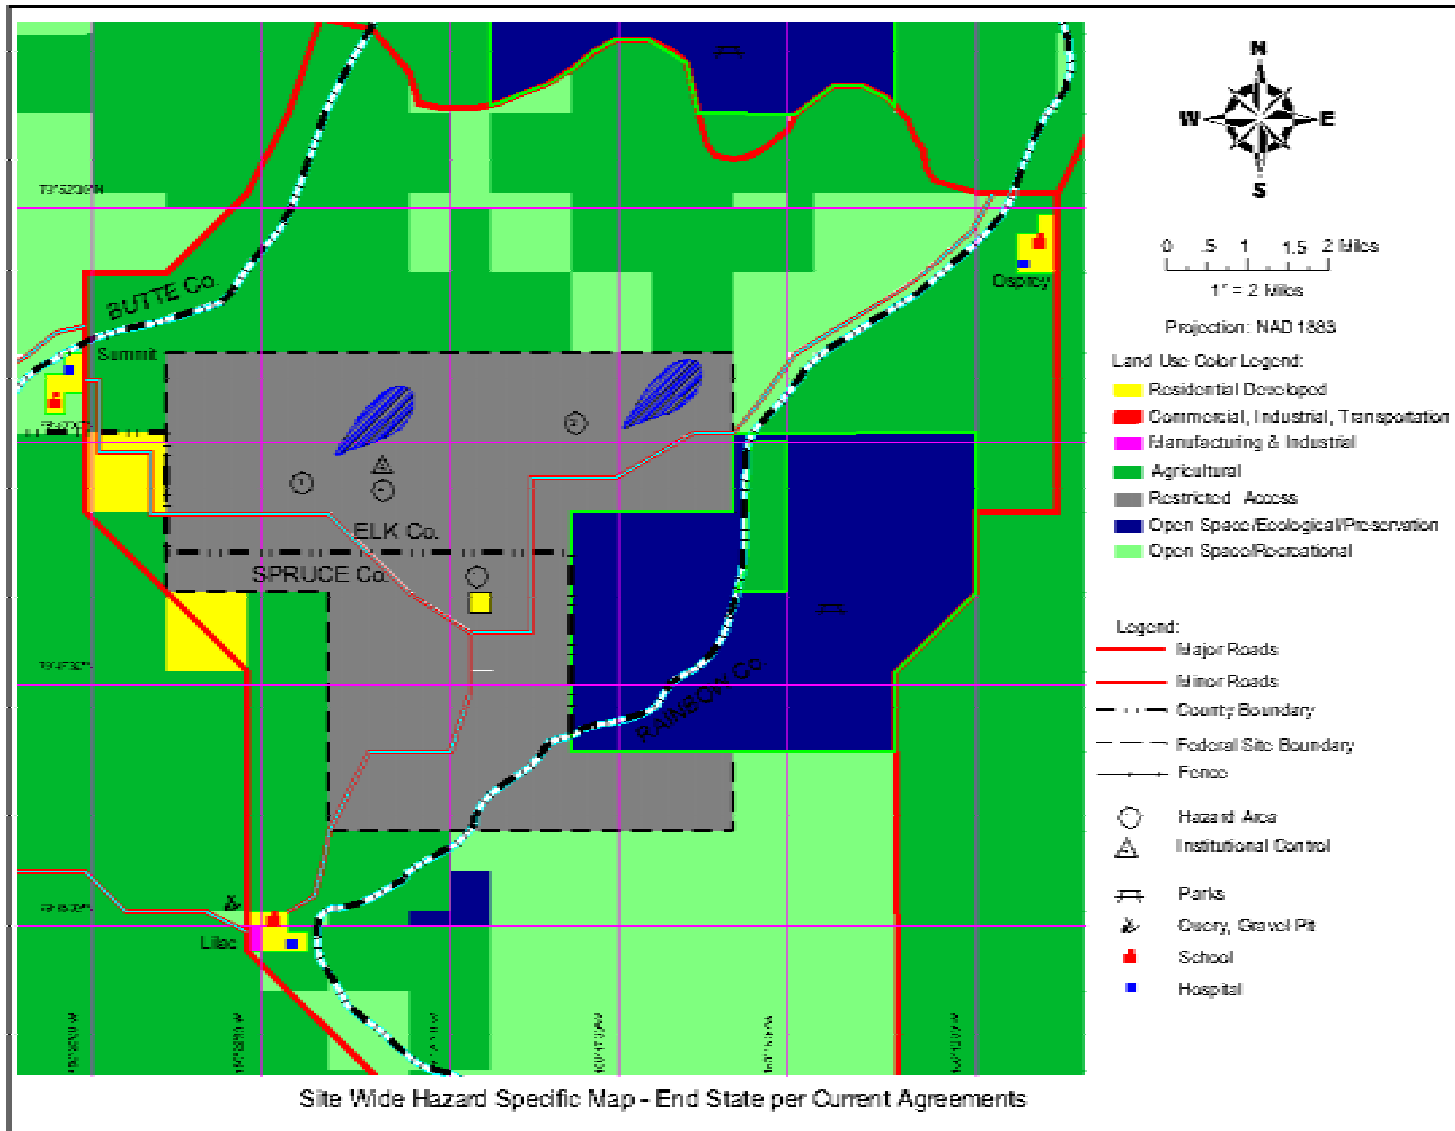 N
W
E
S
0 .5 1 1.5 2 Miles
1" = 2 Miles
Projection: NAD 1983
Land Use Color Legend:
Residential Developed
Commercial, Industrial, Transportation
Manufacturing & Industrial
Agricultural
Restricted Access
Open Space/Ecological/Preservation
Open Space/Recreational
Legend:
Major Roads
Minor Roads
County Boundary
Federal Site Boundary
Fence
Hazard Area
Institutional Control
Parks
Quary, Gravel Pit
School
Hospital
BUTTE Co.
Summit
Osprey
ELK Co.
SPRUCE Co.
RAINBOW Co.
Lilac
Site Wide Hazard Specific Map - End State per Current Agreements